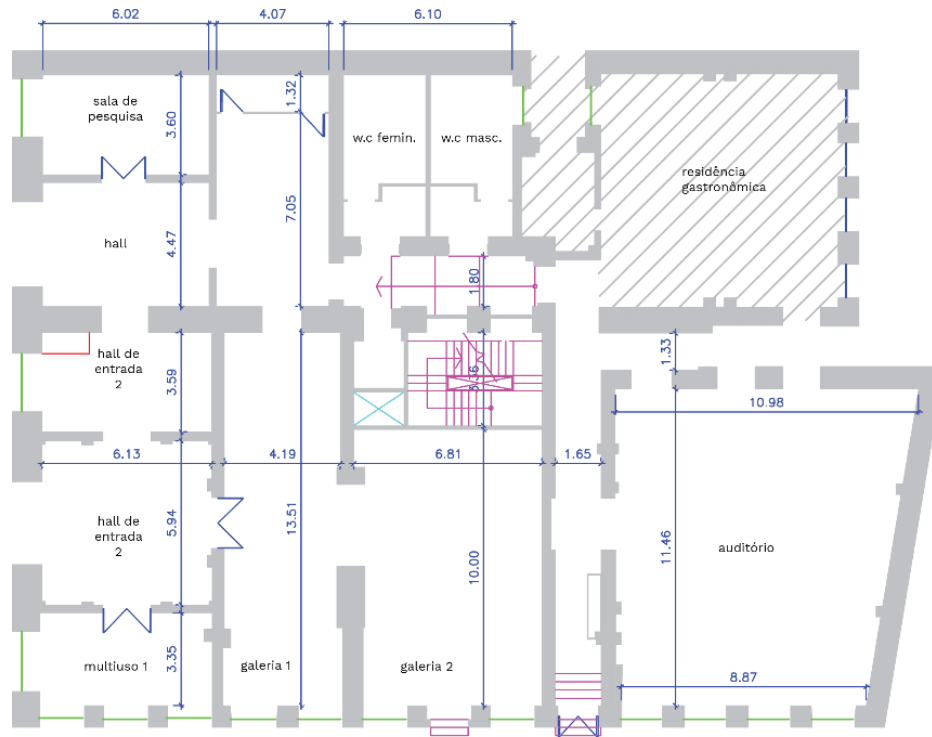 6.02
4.07
6.10
sala de
pesquisa
3.60
1.32
w.c femin.
w.c masc.
residência
gastronômica
7.05
hall
4.47
1.80
hall de
entrada
2
3.59
1.33
10.98
6.13
4.19
6.81
1.65
hall de
entrada
2
5.94
13.51
10.00
11.46
auditório
multiuso 1
3.35
galeria 1
galeria 2
8.87